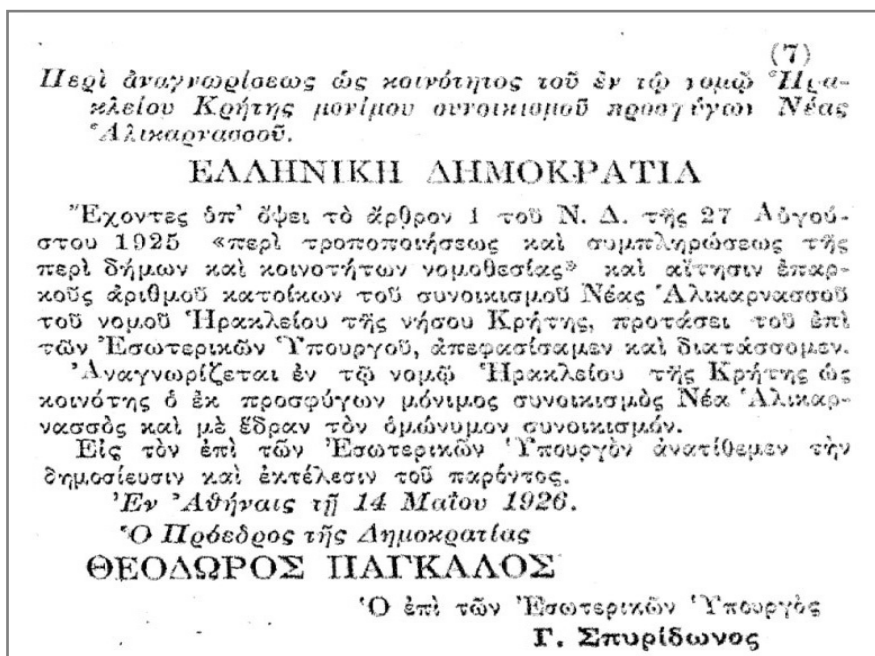 (7)
Περὶ ἀναγνωρίσεως ὡς κοινότητος τοῦ ἐν τῷ νομῷ Ἡρα-
κλείου Κρήτης μονίμου συνοικισμοῦ προσφύγων Νέας
Ἁλικαρνασσοῦ.
ΕΛΛΗΝΙΚΗ ΔΗΜΟΚΡΑΤΙΑ
Ἔχοντες ὑπ' ὄψει τὸ ἄρθρον 1 τοῦ Ν. Δ. τῆς 27 Αὐγού-
στου 1925 «περὶ τροποποιήσεως καὶ συμπληρώσεως τῆς
περὶ δήμων καὶ κοινοτήτων νομοθεσίας» καὶ αἴτησιν ἐπαρ-
κοῦς ἀριθμοῦ κατοίκων τοῦ συνοικισμοῦ Νέας Ἁλικαρνασσοῦ
τοῦ νομοῦ Ἡρακλείου τῆς νήσου Κρήτης, προτάσει τοῦ ἐπὶ
τῶν Ἐσωτερικῶν Ὑπουργοῦ, ἀπεφασίσαμεν καὶ διατάσσομεν.
Ἀναγνωρίζεται ἐν τῷ νομῷ Ἡρακλείου τῆς Κρήτης ὡς
κοινότης ὁ ἐκ προσφύγων μόνιμος συνοικισμὸς Νέα Ἁλικαρ-
νασσὸς καὶ μὲ ἕδραν τὸν ὁμώνυμον συνοικισμόν.
Εἰς τὸν ἐπὶ τῶν Ἐσωτερικῶν Ὑπουργὸν ἀνατίθεμεν τὴν
δημοσίευσιν καὶ ἐκτέλεσιν τοῦ παρόντος.
Ἐν Ἀθήναις τῇ 14 Μαΐου 1926.
Ὁ Πρόεδρος τῆς Δημοκρατίας
ΘΕΟΔΩΡΟΣ ΠΑΓΚΑΛΟΣ
Ὁ ἐπὶ τῶν Ἐσωτερικῶν Ὑπουργὸς
Γ. Σπυρίδωνος